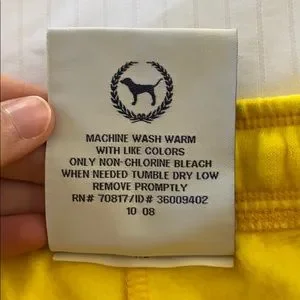 MACHINE WASH WARM
WITH LIKE COLORS
ONLY NON-CHLORINE BLEACH
WHEN NEEDED TUMBLE DRY LOW
REMOVE PROMPTLY
RN# 70817/ID# 36009402
10 08